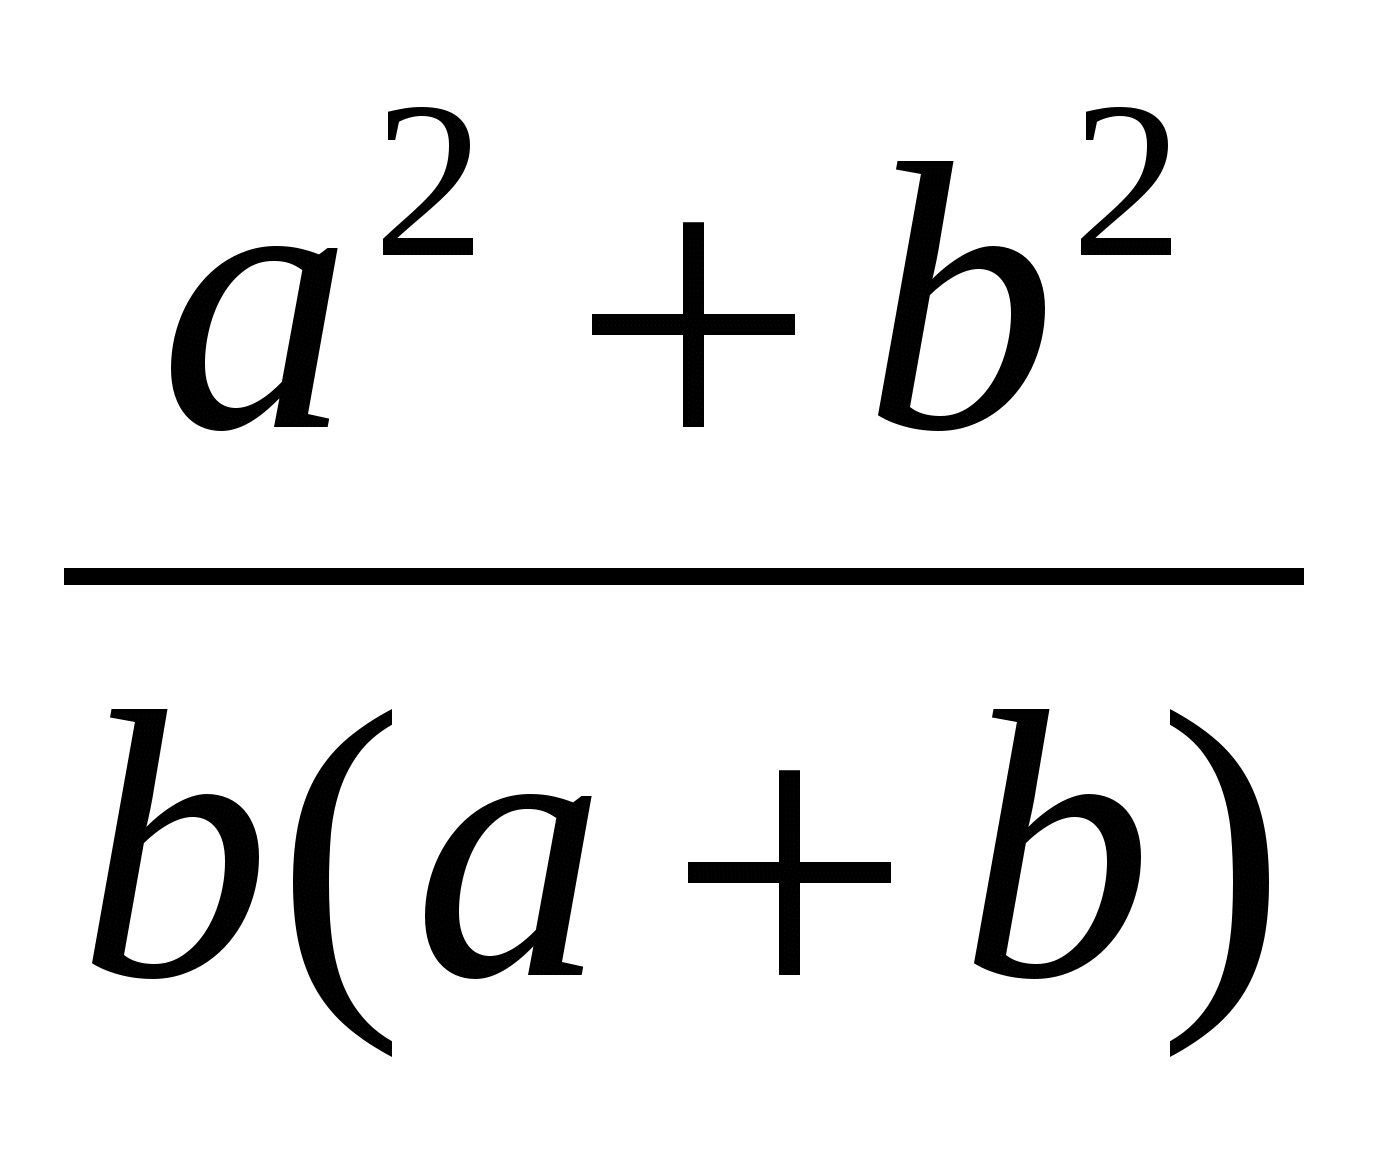 a² + b²
b(a + b)